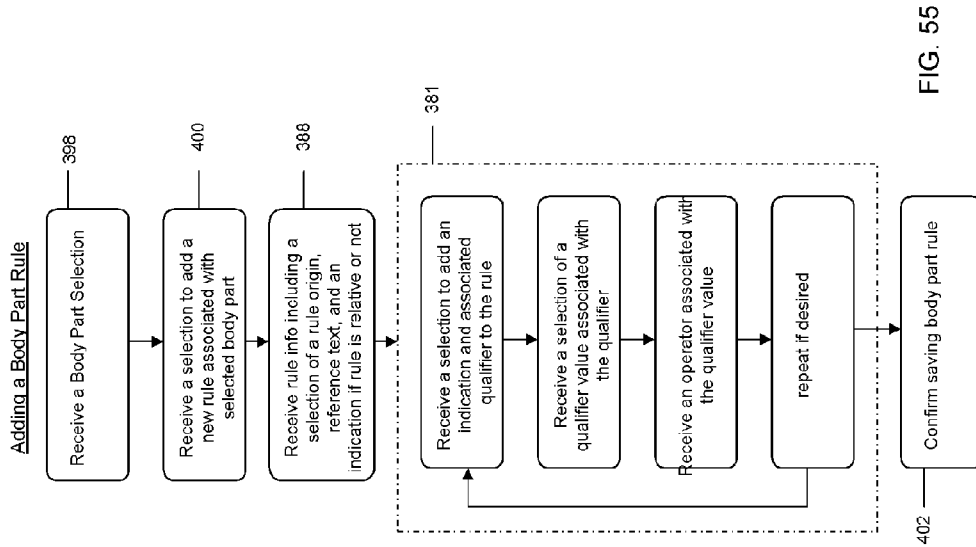 Adding a Body Part Rule
398
Receive a Body Part Selection
400
Receive a selection to add a
new rule associated with
selected body part
388
Receive rule info including a
selection of a rule origin,
reference text, and an
indication if rule is relative or not
381
Receive a selection to add an
indication and associated
qualifier to the rule
Receive a selection of a
qualifier value associated with
the qualifier
Receive an operator associated with
the qualifier value
repeat if desired
Confirm saving body part rule
402
FIG. 55